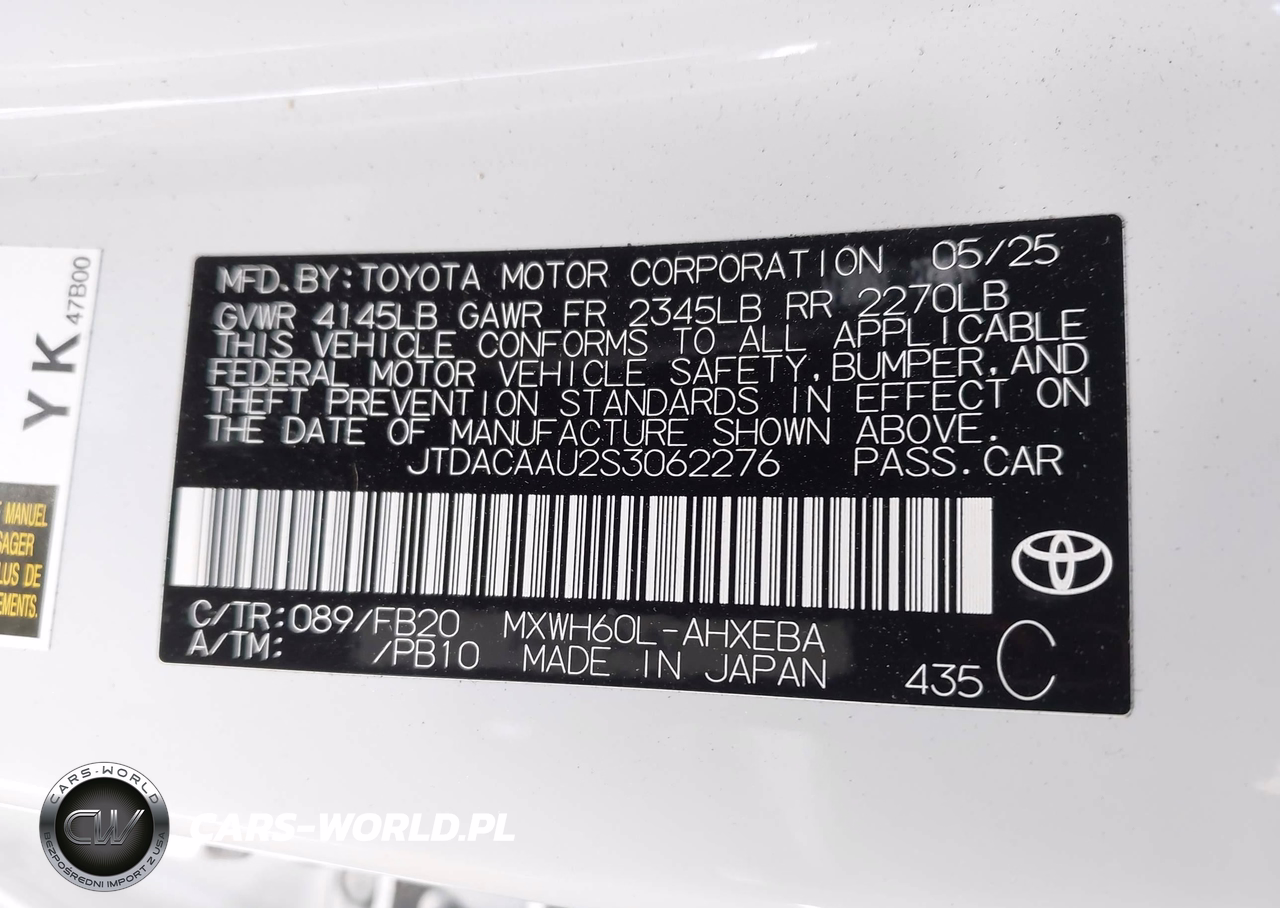 MFD.BY:TOYOTA MOTOR CORPORATION 05/25
GVWR 4145LB GAWR FR 2345LB RR 2270LB
THIS VEHICLE CONFORMS TO ALL APPLICABLE
FEDERAL MOTOR VEHICLE SAFETY, BUMPER, AND
THEFT PREVENTION STANDARDS IN EFFECT ON
THE DATE OF MANUFACTURE SHOWN ABOVE.
JTDACAAU2S3062276 PASS.CAR
C/TR:089/FB20 MXWH60L-AHXEBA
A/TM: /PB10 MADE IN JAPAN 435 C
YK 47B00
MANUEL
SAGER
LUS DE
EMENTS.
CARS-WORLD
CW
BEZPOŚREDNI IMPORT Z USA
CARS-WORLD.PL